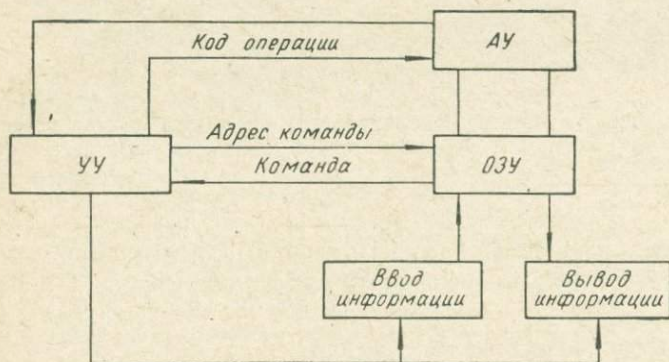 АУ
Код операции
Адрес команды
УУ
ОЗУ
Команда
Ввод
информации
Вывод
информации